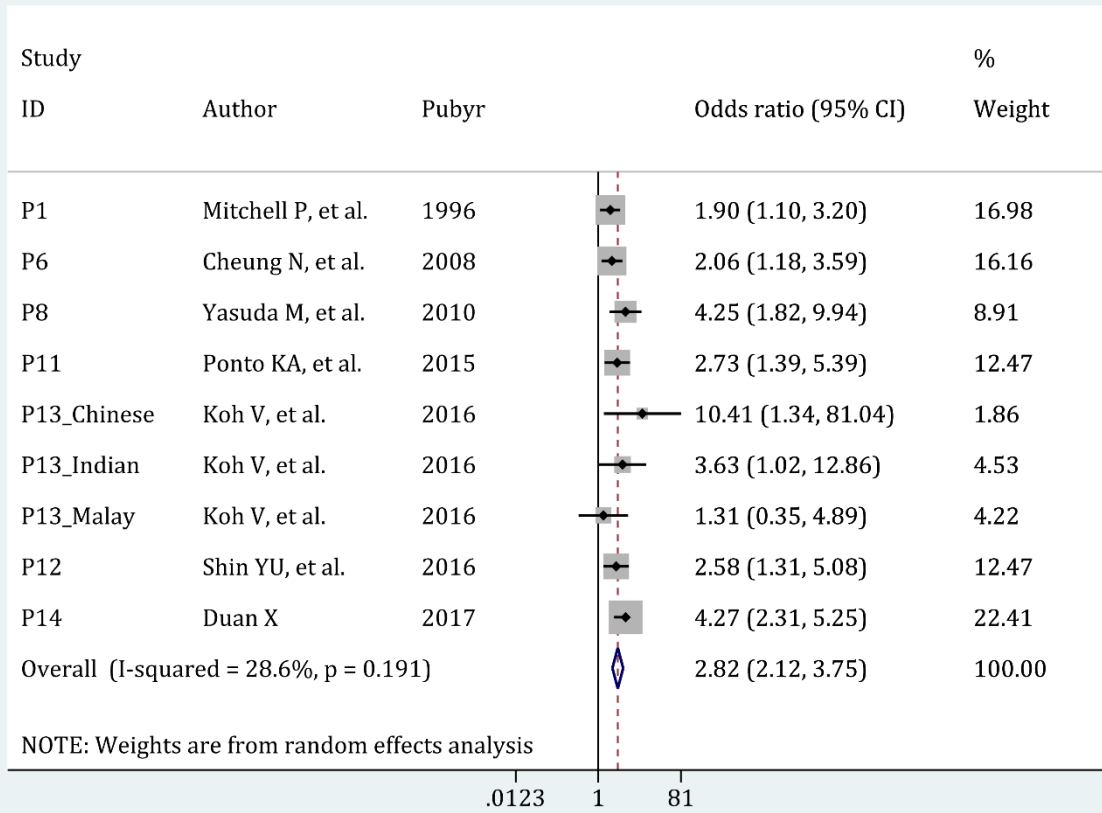 Study %
ID Author Pubyr Odds ratio (95% CI) Weight
P1 Mitchell P, et al. 1996 1.90 (1.10, 3.20) 16.98
P6 Cheung N, et al. 2008 2.06 (1.18, 3.59) 16.16
P8 Yasuda M, et al. 2010 4.25 (1.82, 9.94) 8.91
P11 Ponto KA, et al. 2015 2.73 (1.39, 5.39) 12.47
P13_Chinese Koh V, et al. 2016 10.41 (1.34, 81.04) 1.86
P13_Indian Koh V, et al. 2016 3.63 (1.02, 12.86) 4.53
P13_Malay Koh V, et al. 2016 1.31 (0.35, 4.89) 4.22
P12 Shin YU, et al. 2016 2.58 (1.31, 5.08) 12.47
P14 Duan X 2017 4.27 (2.31, 5.25) 22.41
Overall (I-squared = 28.6%, p = 0.191) 2.82 (2.12, 3.75) 100.00
NOTE: Weights are from random effects analysis
.0123 1 81